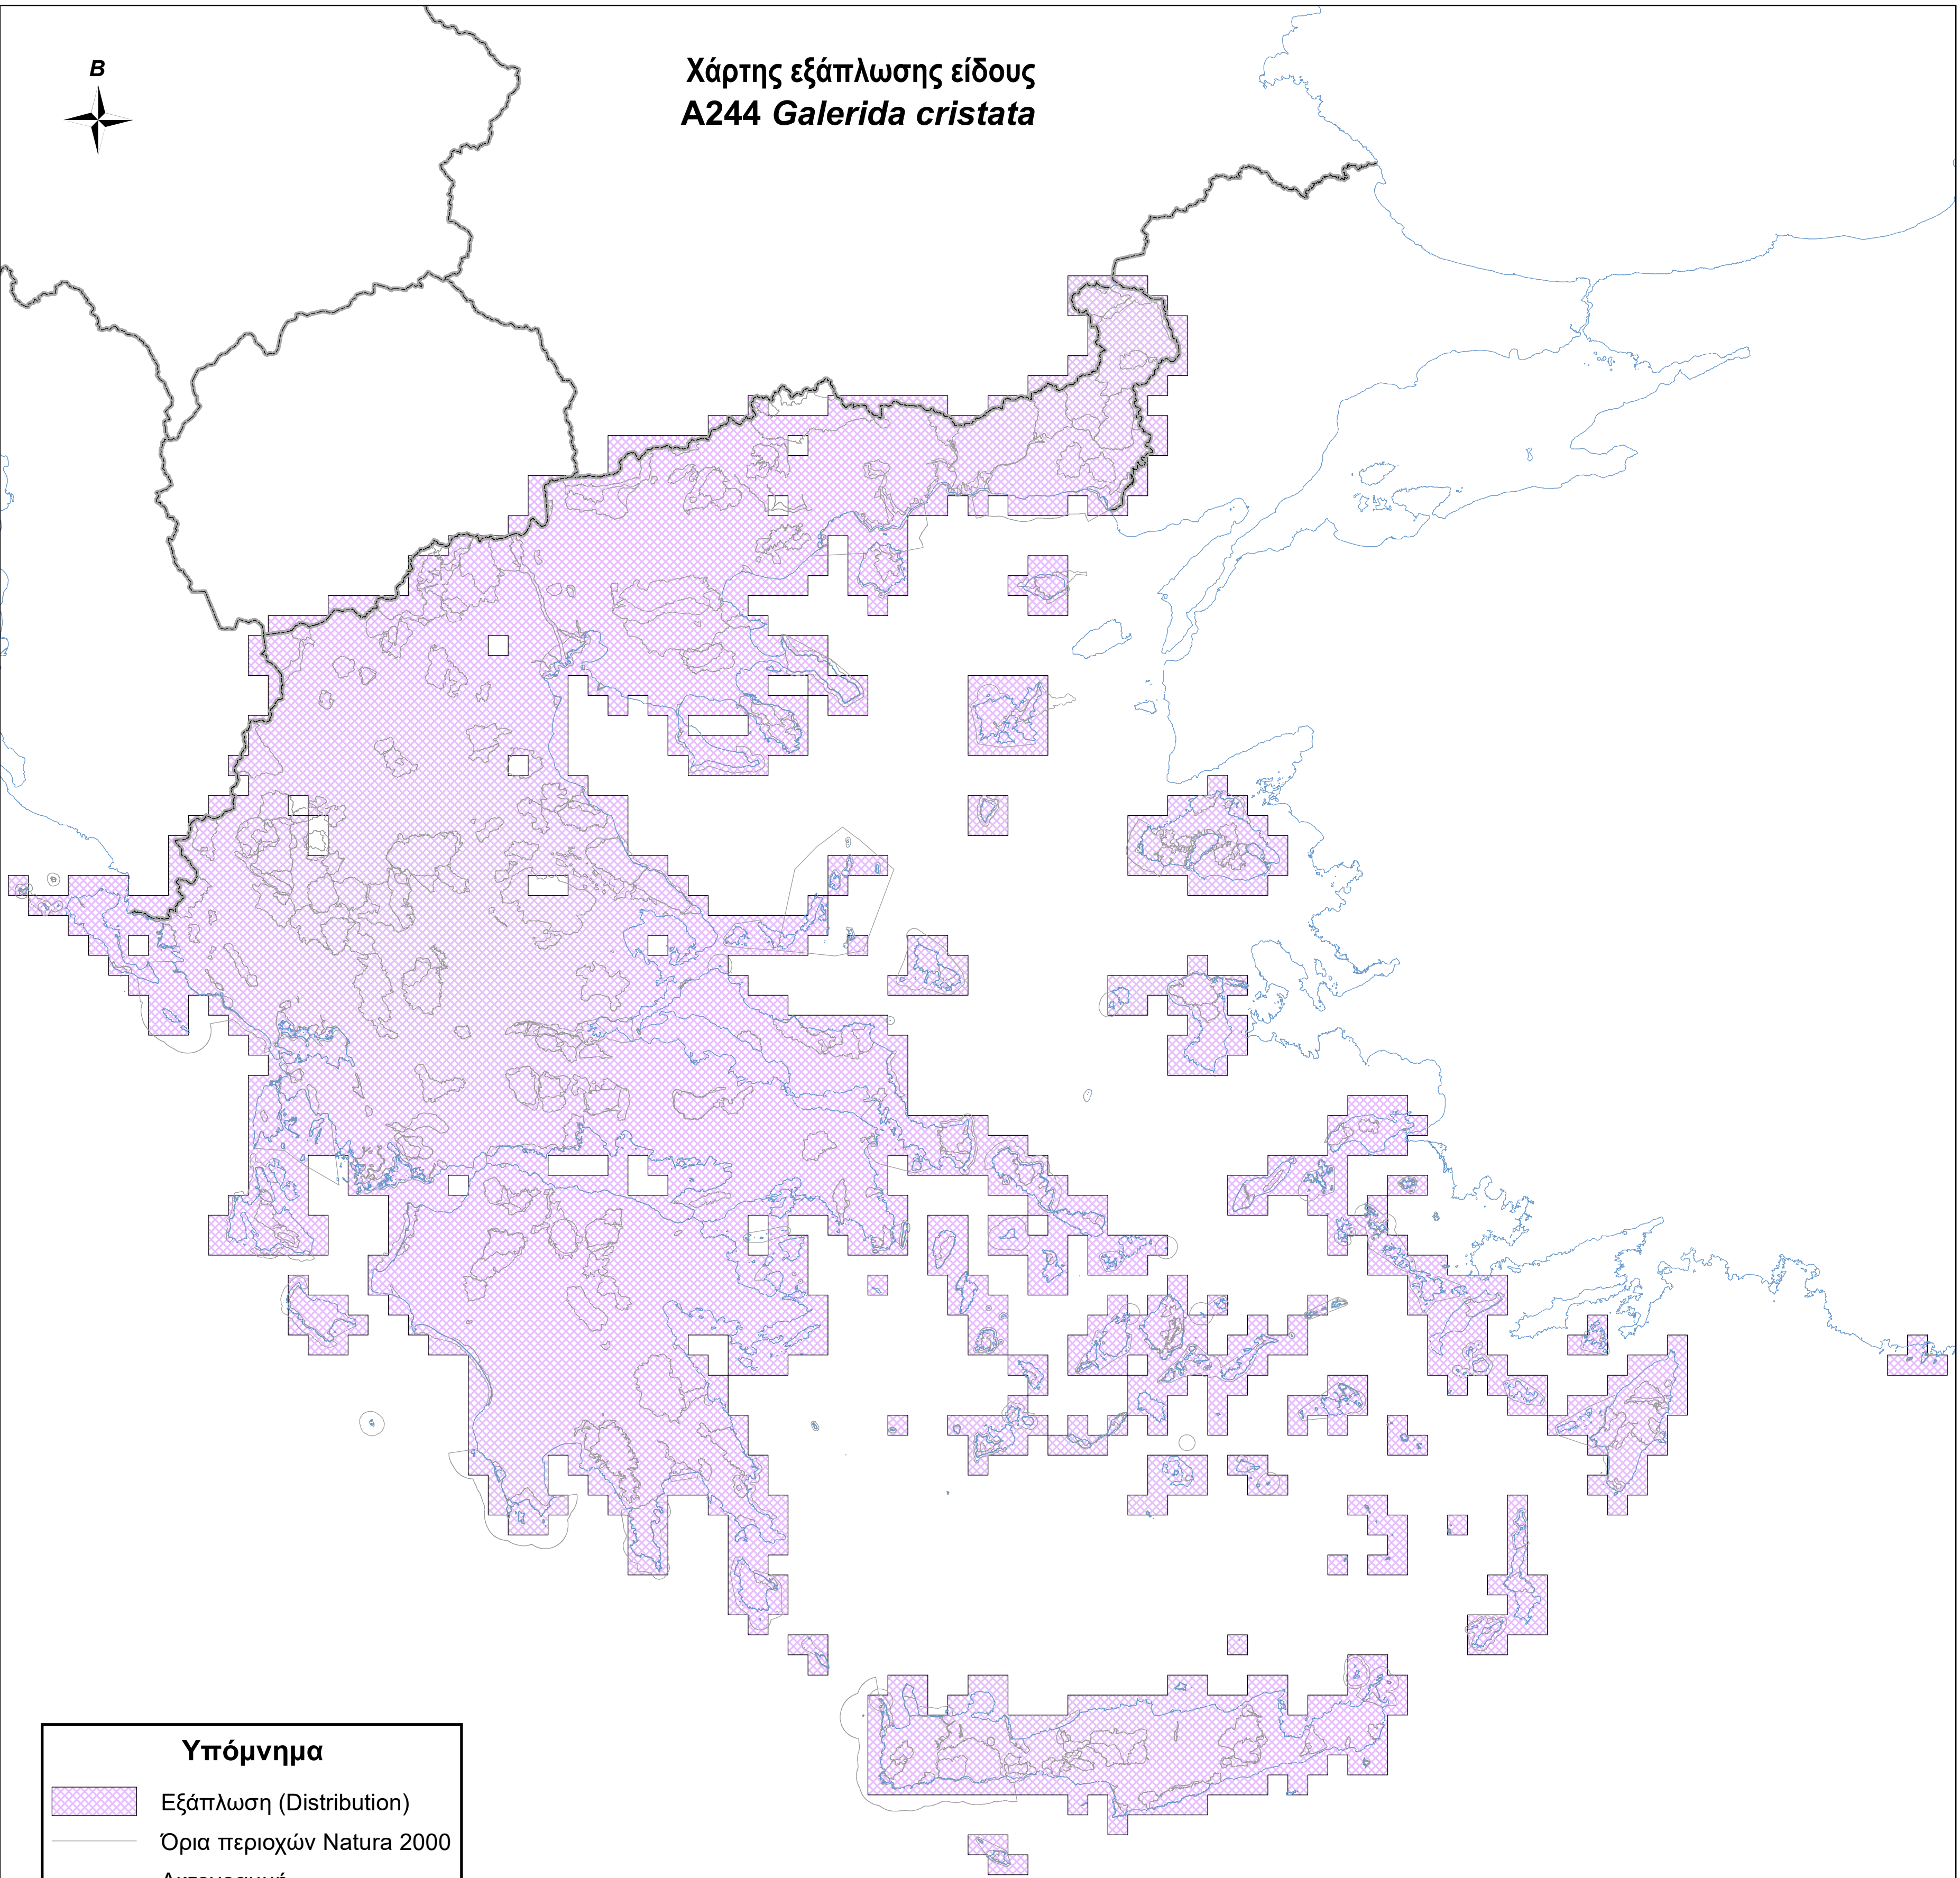 Β
Χάρτης εξάπλωσης είδους
A244 Galerida cristata
Υπόμνημα
Εξάπλωση (Distribution)
Όρια περιοχών Natura 2000